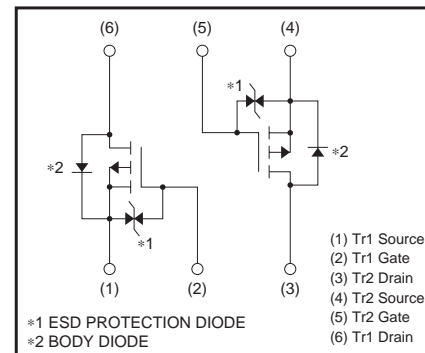 (6) (5) (4)
*1
*2
*2
*1
(1) (2) (3)
(1) Tr1 Source
(2) Tr1 Gate
(3) Tr2 Drain
(4) Tr2 Source
(5) Tr2 Gate
(6) Tr1 Drain
*1 ESD PROTECTION DIODE
*2 BODY DIODE